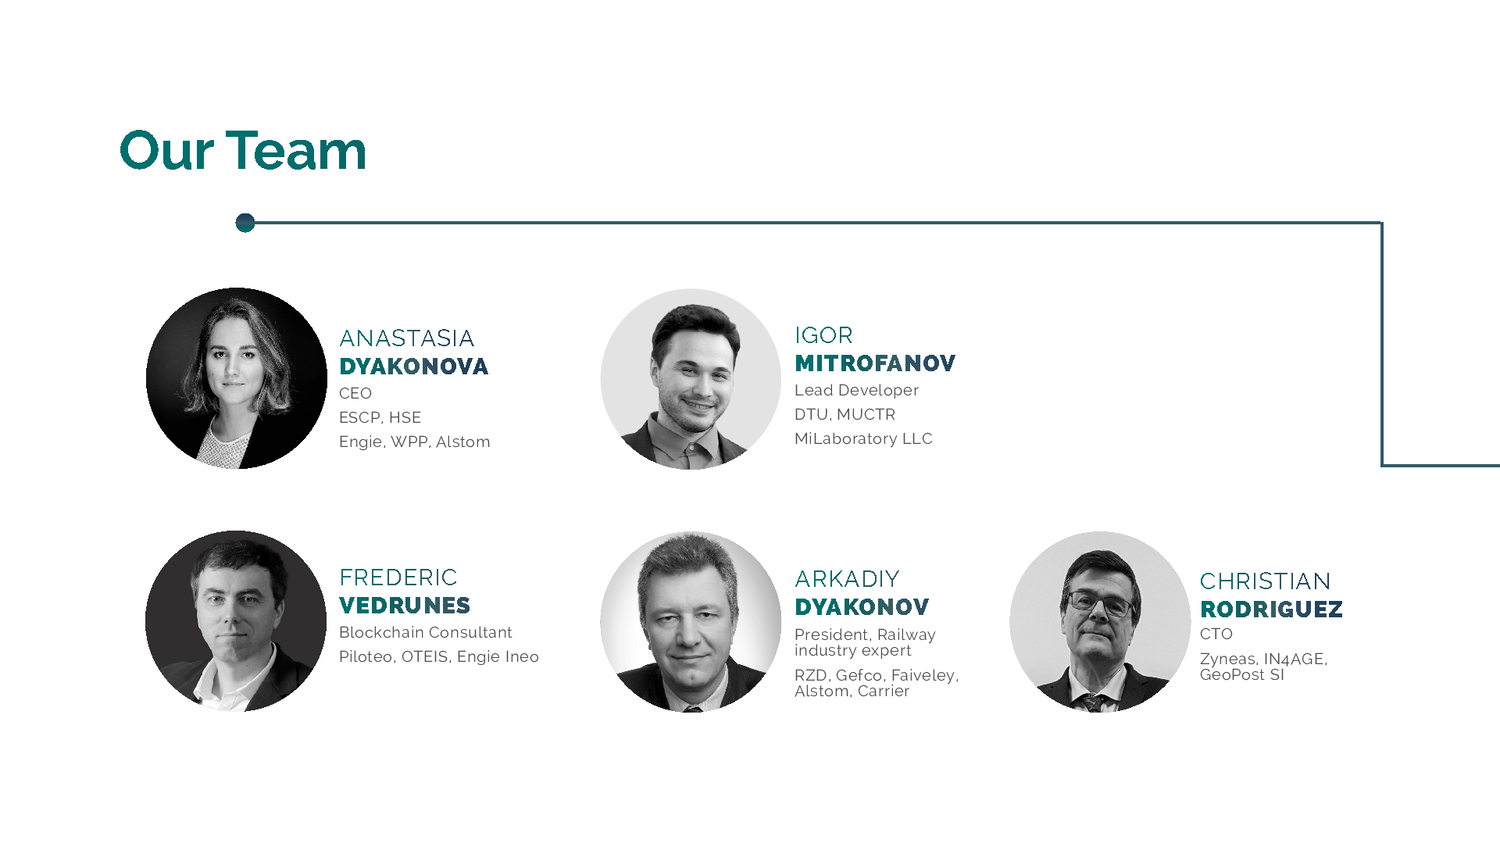 Our Team
ANASTASIA
DYAKONOVA
CEO
ESCP, HSE
Engie, WPP, Alstom
IGOR
MITROFANOV
Lead Developer
DTU, MUCTR
MiLaboratory LLC
FREDERIC
VEDRUNES
Blockchain Consultant
Piloteo, OTEIS, Engie Ineo
ARKADIY
DYAKONOV
President, Railway
industry expert
RZD, Gefco, Faiveley,
Alstom, Carrier
CHRISTIAN
RODRIGUEZ
CTO
Zyneas, IN4AGE,
GeoPost SI